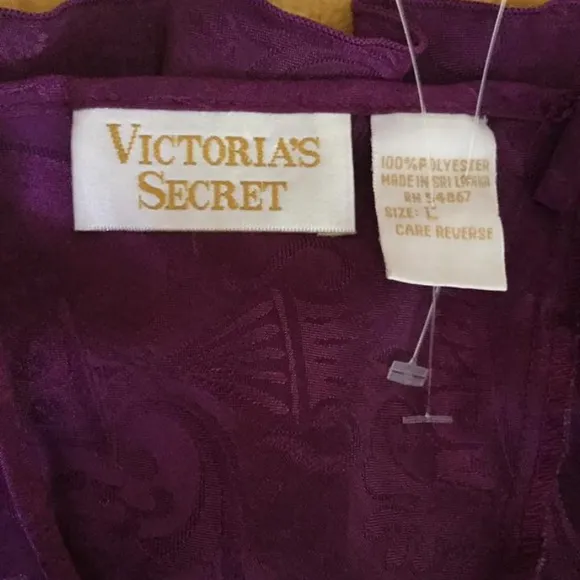 VICTORIA'S
SECRET
100% POLYESTER
MADE IN SRI LANKA
RN 54867
SIZE: L
CARE REVERSE